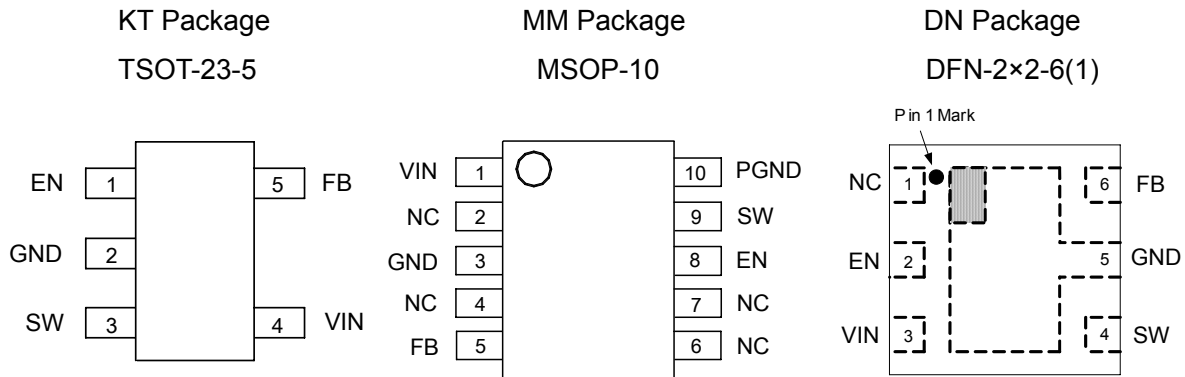 KT Package
TSOT-23-5
EN 1 5 FB
GND 2
SW 3 4 VIN
MM Package
MSOP-10
VIN 1 10 PGND
NC 2 9 SW
GND 3 8 EN
NC 4 7 NC
FB 5 6 NC
DN Package
DFN-2×2-6(1)
Pin 1 Mark
NC 1 6 FB
EN 2 5 GND
VIN 3 4 SW